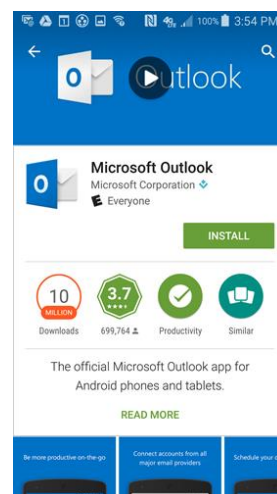 4G 100% 3:54 PM
Outlook
Microsoft Outlook
Microsoft Corporation
E Everyone
INSTALL
10
MILLION
3.7
Downloads
699,764
Productivity
Similar
The official Microsoft Outlook app for
Android phones and tablets.
READ MORE
Be more productive on-the-go
Connect accounts from all
major email providers
Schedule your